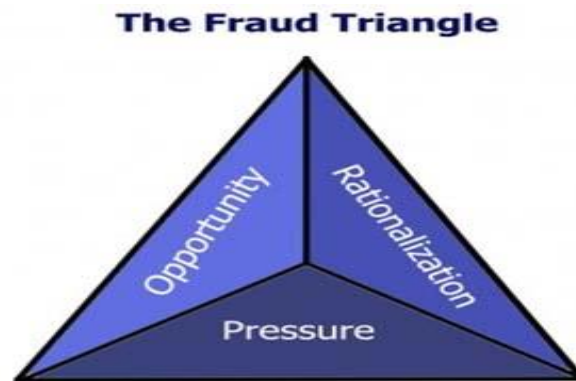 The Fraud Triangle
Opportunity
Rationalization
Pressure